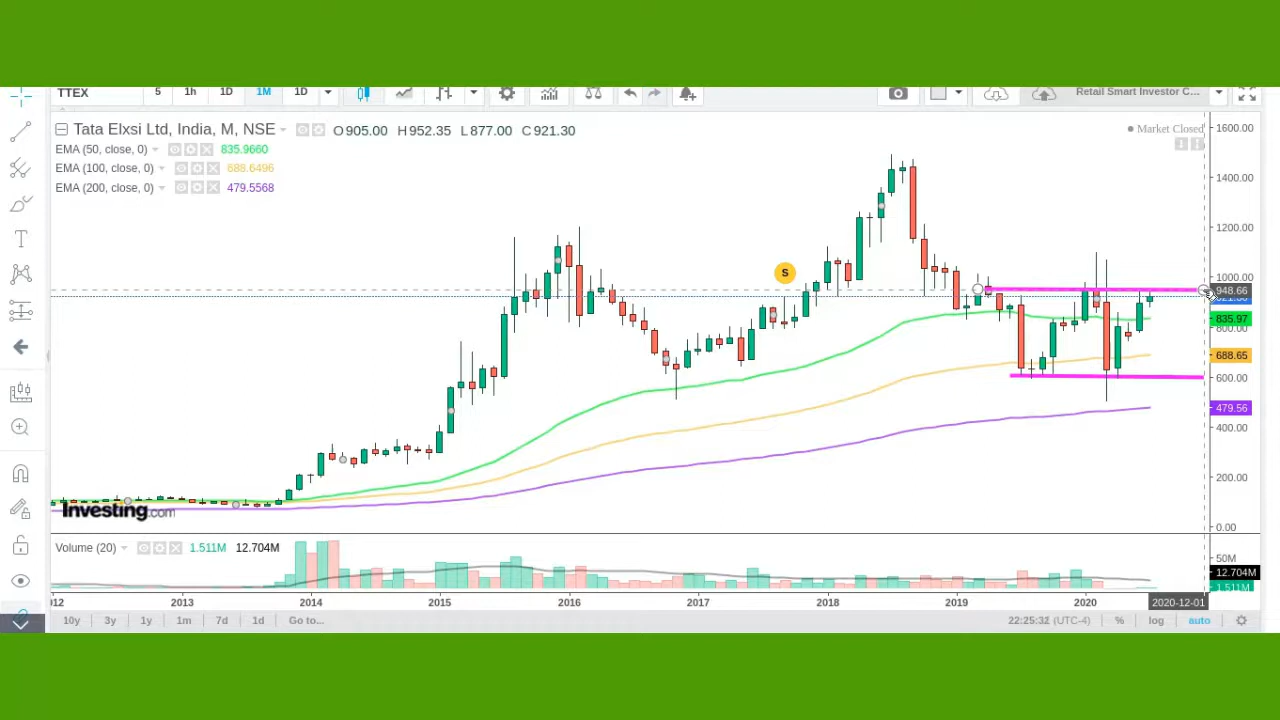 TTEX 5 1h 1D 1M 1D Retail Smart Investor C...
Tata Elxsi Ltd, India, M, NSE O905.00 H952.35 L877.00 C921.30
Market Closed
EMA (50, close, 0) 835.9660
EMA (100, close, 0) 688.6496
EMA (200, close, 0) 479.5568
1600.00
1400.00
1200.00
1000.00
948.66
835.97
800.00
688.65
600.00
479.56
400.00
200.00
0.00
S
Investing.com
Volume (20) 1.511M 12.704M
50M
12.704M
1.511M
2013 2014 2015 2016 2017 2018 2019 2020 2020-12-01
10y 3y 1y 1m 7d 1d Go to... 22:25:32 (UTC-4) % log auto